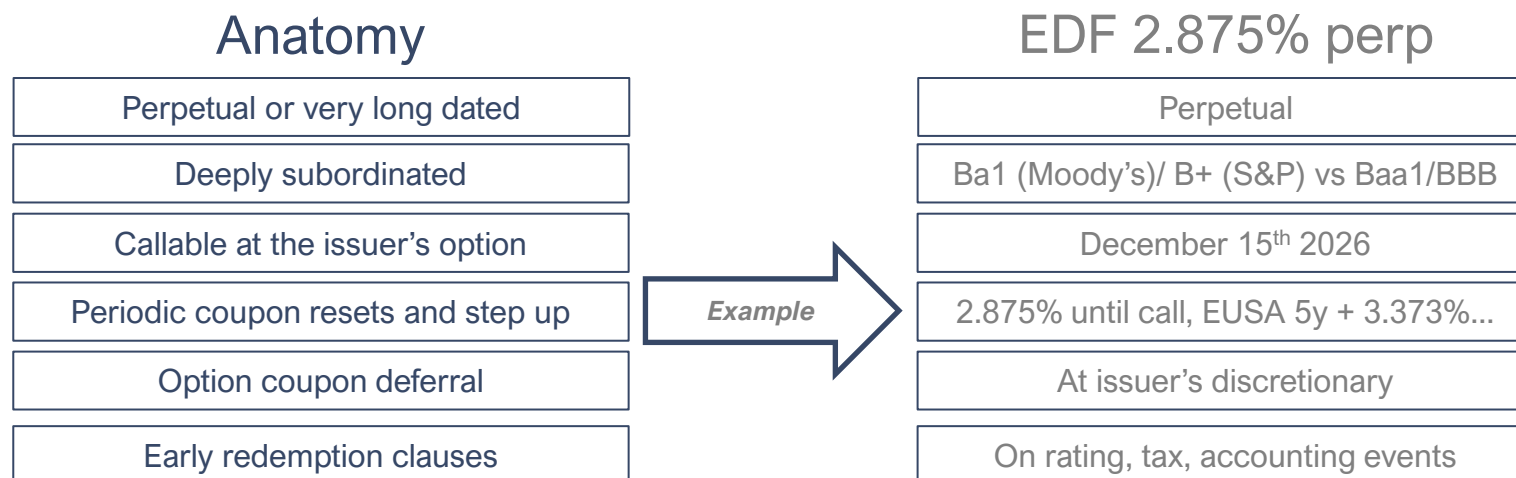 Anatomy
EDF 2.875% perp
Perpetual or very long dated
Perpetual
Deeply subordinated
Ba1 (Moody's)/ B+ (S&P) vs Baa1/BBB
Callable at the issuer's option
December 15th 2026
Periodic coupon resets and step up
Example
2.875% until call, EUSA 5y + 3.373%...
Option coupon deferral
At issuer's discretionary
Early redemption clauses
On rating, tax, accounting events